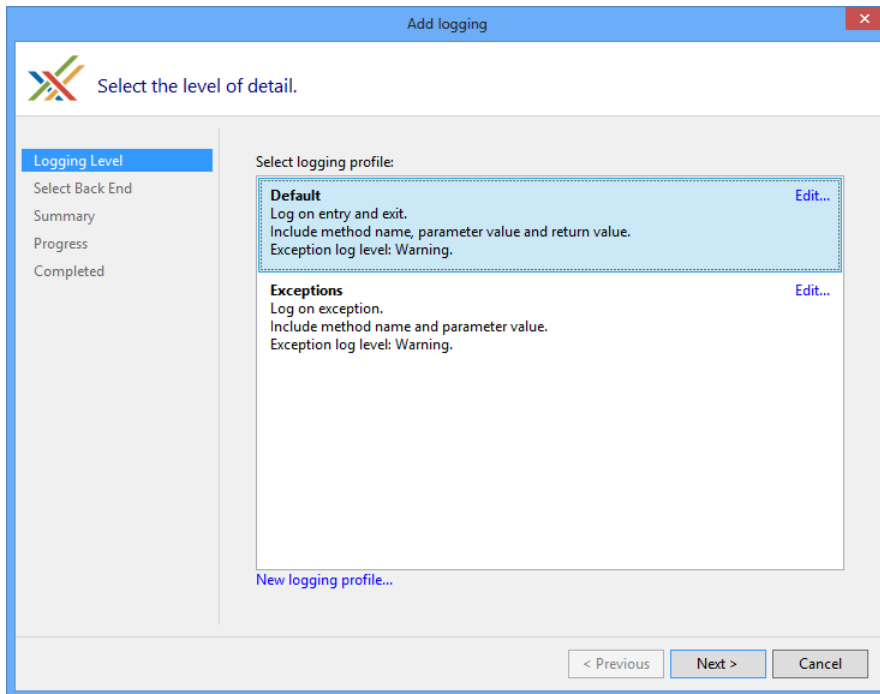 Add logging
Select the level of detail.
Logging Level
Select Back End
Summary
Progress
Completed
Select logging profile:
Default
Edit...
Log on entry and exit.
Include method name, parameter value and return value.
Exception log level: Warning.
Exceptions
Edit...
Log on exception.
Include method name and parameter value.
Exception log level: Warning.
New logging profile...
< Previous
Next >
Cancel